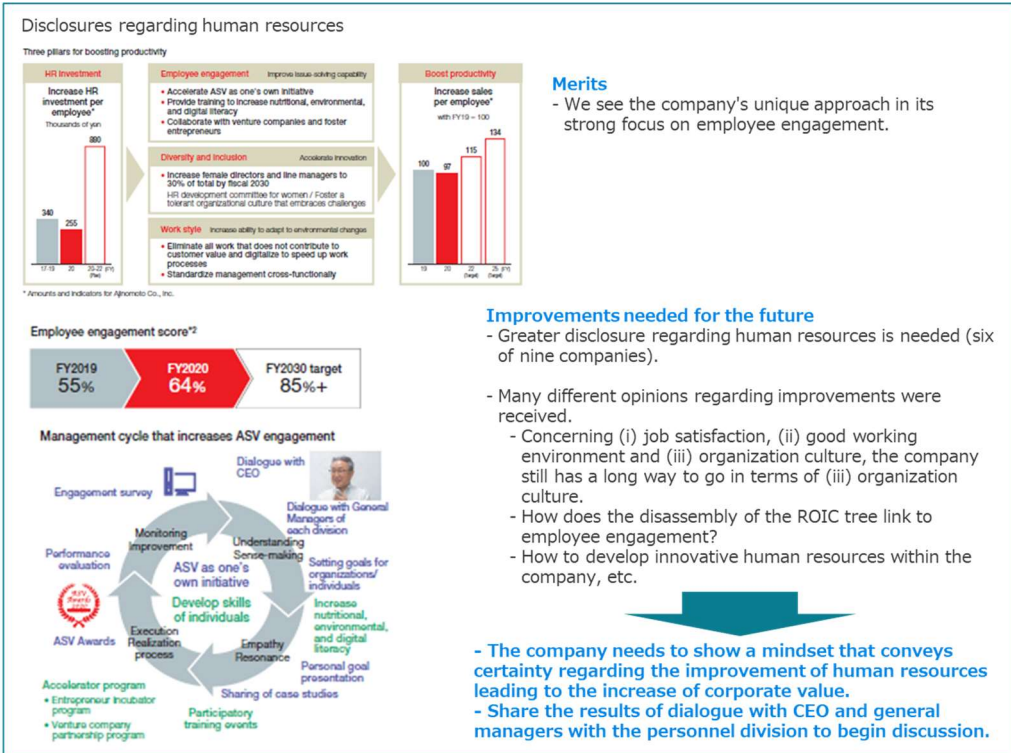 Disclosures regarding human resources
Three pillars for boosting productivity
HR Investment
Increase HR
investment per
employee*
Thousands of yen
880
340
255
17-19
20
20-22 (FY)
(Plan)
Employee engagement
Improve issue-solving capability
• Accelerate ASV as one's own initiative
• Provide training to increase nutritional, environmental,
and digital literacy
• Collaborate with venture companies and foster
entrepreneurs
Diversity and inclusion
Accelerate innovation
• Increase female directors and line managers to
30% of total by fiscal 2030
HR development committee for women / Foster a
tolerant organizational culture that embraces challenges
Work style
Increase ability to adapt to environmental changes
• Eliminate all work that does not contribute to
customer value and digitalize to speed up work
processes
• Standardize management cross-functionally
Boost productivity
Increase sales
per employee*
with FY19 = 100
100
97
115
134
19
20
22
(Target)
25 (FY)
(Target)
* Amounts and indicators for Ajinomoto Co., Inc.
Merits
- We see the company's unique approach in its
strong focus on employee engagement.
Employee engagement score*2
FY2019
55%
FY2020
64%
FY2030 target
85%+
Management cycle that increases ASV engagement
Dialogue with
CEO
Engagement survey
Dialogue with General
Managers of
each division
Monitoring
Improvement
Understanding
Sense-making
Performance
evaluation
ASV as one's
own initiative
Setting goals for
organizations/
individuals
Develop skills
of individuals
Increase
nutritional,
environmental,
and digital
literacy
ASV
Awards
ASV Awards
Execution
Realization
process
Empathy
Resonance
Personal goal
presentation
Sharing of case studies
Accelerator program
• Entrepreneur incubator
program
• Venture company
partnership program
Participatory
training events
Improvements needed for the future
- Greater disclosure regarding human resources is needed (six
of nine companies).
- Many different opinions regarding improvements were
received.
- Concerning (i) job satisfaction, (ii) good working
environment and (iii) organization culture, the company
still has a long way to go in terms of (iii) organization
culture.
- How does the disassembly of the ROIC tree link to
employee engagement?
- How to develop innovative human resources within the
company, etc.
- The company needs to show a mindset that conveys
certainty regarding the improvement of human resources
leading to the increase of corporate value.
- Share the results of dialogue with CEO and general
managers with the personnel division to begin discussion.